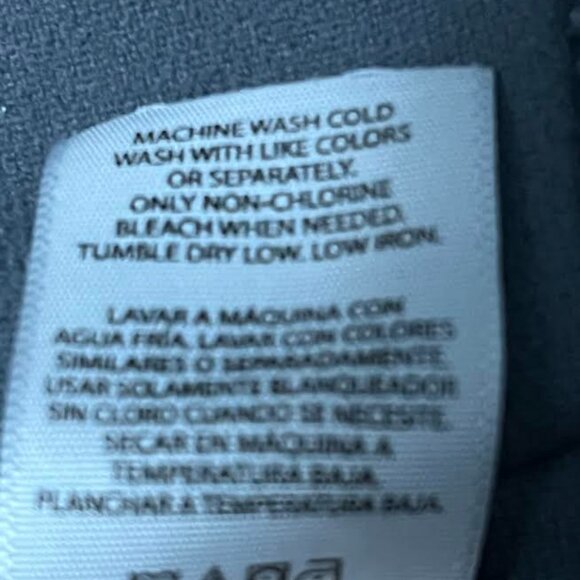 MACHINE WASH COLD
WASH WITH LIKE COLORS
OR SEPARATELY.
ONLY NON-CHLORINE
BLEACH WHEN NEEDED.
TUMBLE DRY LOW. LOW IRON.
LAVAR A MÁQUINA CON
AGUA FRÍA. LAVAR CON COLORES
SIMILARES O SEPARADAMENTE.
USAR SOLAMENTE BLANQUEADOR
SIN CLORO CUANDO SE NECESITE.
SECAR EN MÁQUINA A
TEMPERATURA BAJA.
PLANCHAR A TEMPERATURA BAJA.